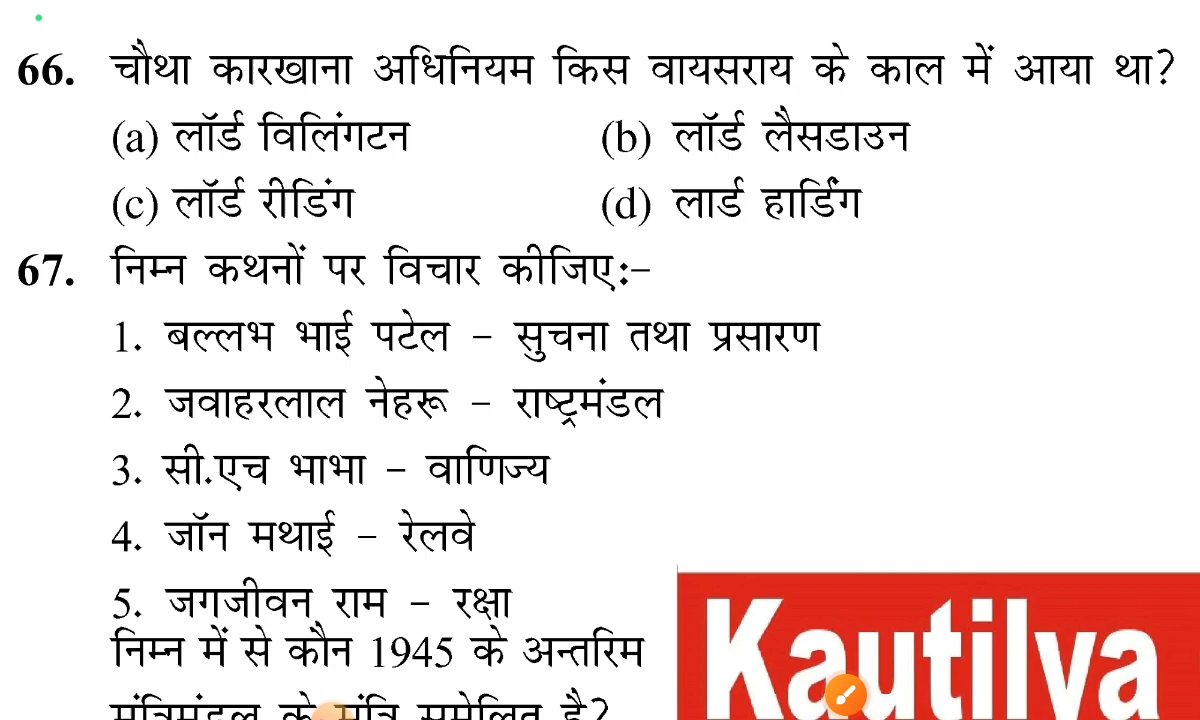 66. चौथा कारखाना अधिनियम किस वायसराय के काल में आया था?
(a) लॉर्ड विलिंगटन (b) लॉर्ड लैसडाउन
(c) लॉर्ड रीडिंग (d) लार्ड हार्डिंग
67. निम्न कथनों पर विचार कीजिए:–
1. बल्लभ भाई पटेल – सुचना तथा प्रसारण
2. जवाहरलाल नेहरू – राष्ट्रमंडल
3. सी.एच भाभा – वाणिज्य
4. जॉन मथाई – रेलवे
5. जगजीवन राम – रक्षा
निम्न में से कौन 1945 के अन्तरिम
मंत्रिमंडल के मंत्रि समेलित है?
Kautilya